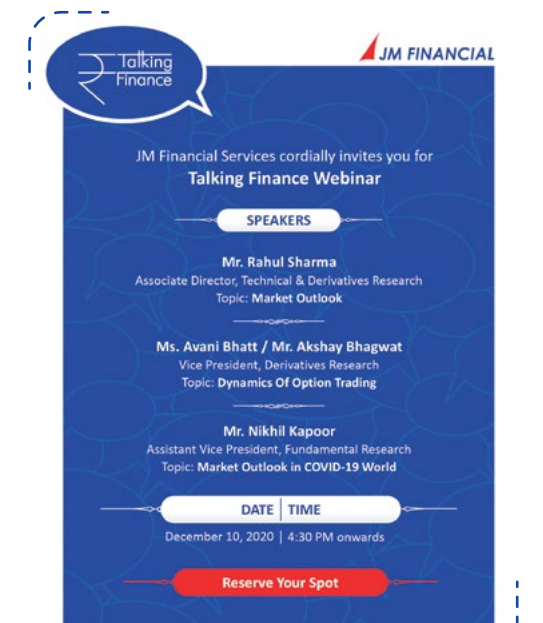 Talking
Finance
JM FINANCIAL
JM Financial Services cordially invites you for
Talking Finance Webinar
SPEAKERS
Mr. Rahul Sharma
Associate Director, Technical & Derivatives Research
Topic: Market Outlook
Ms. Avani Bhatt / Mr. Akshay Bhagwat
Vice President, Derivatives Research
Topic: Dynamics Of Option Trading
Mr. Nikhil Kapoor
Assistant Vice President, Fundamental Research
Topic: Market Outlook in COVID-19 World
DATE | TIME
December 10, 2020 | 4:30 PM onwards
Reserve Your Spot